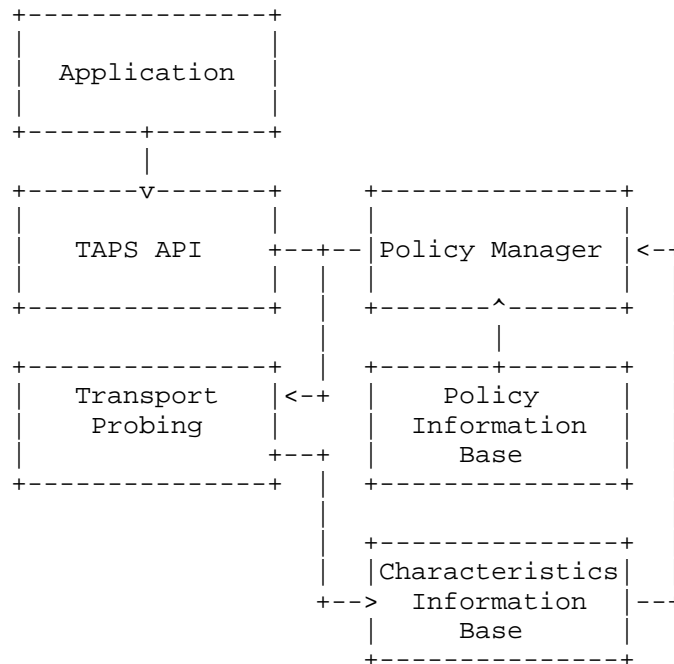 Application
TAPS API
Policy Manager
Transport
Probing
Policy
Information
Base
Characteristics
Information
Base